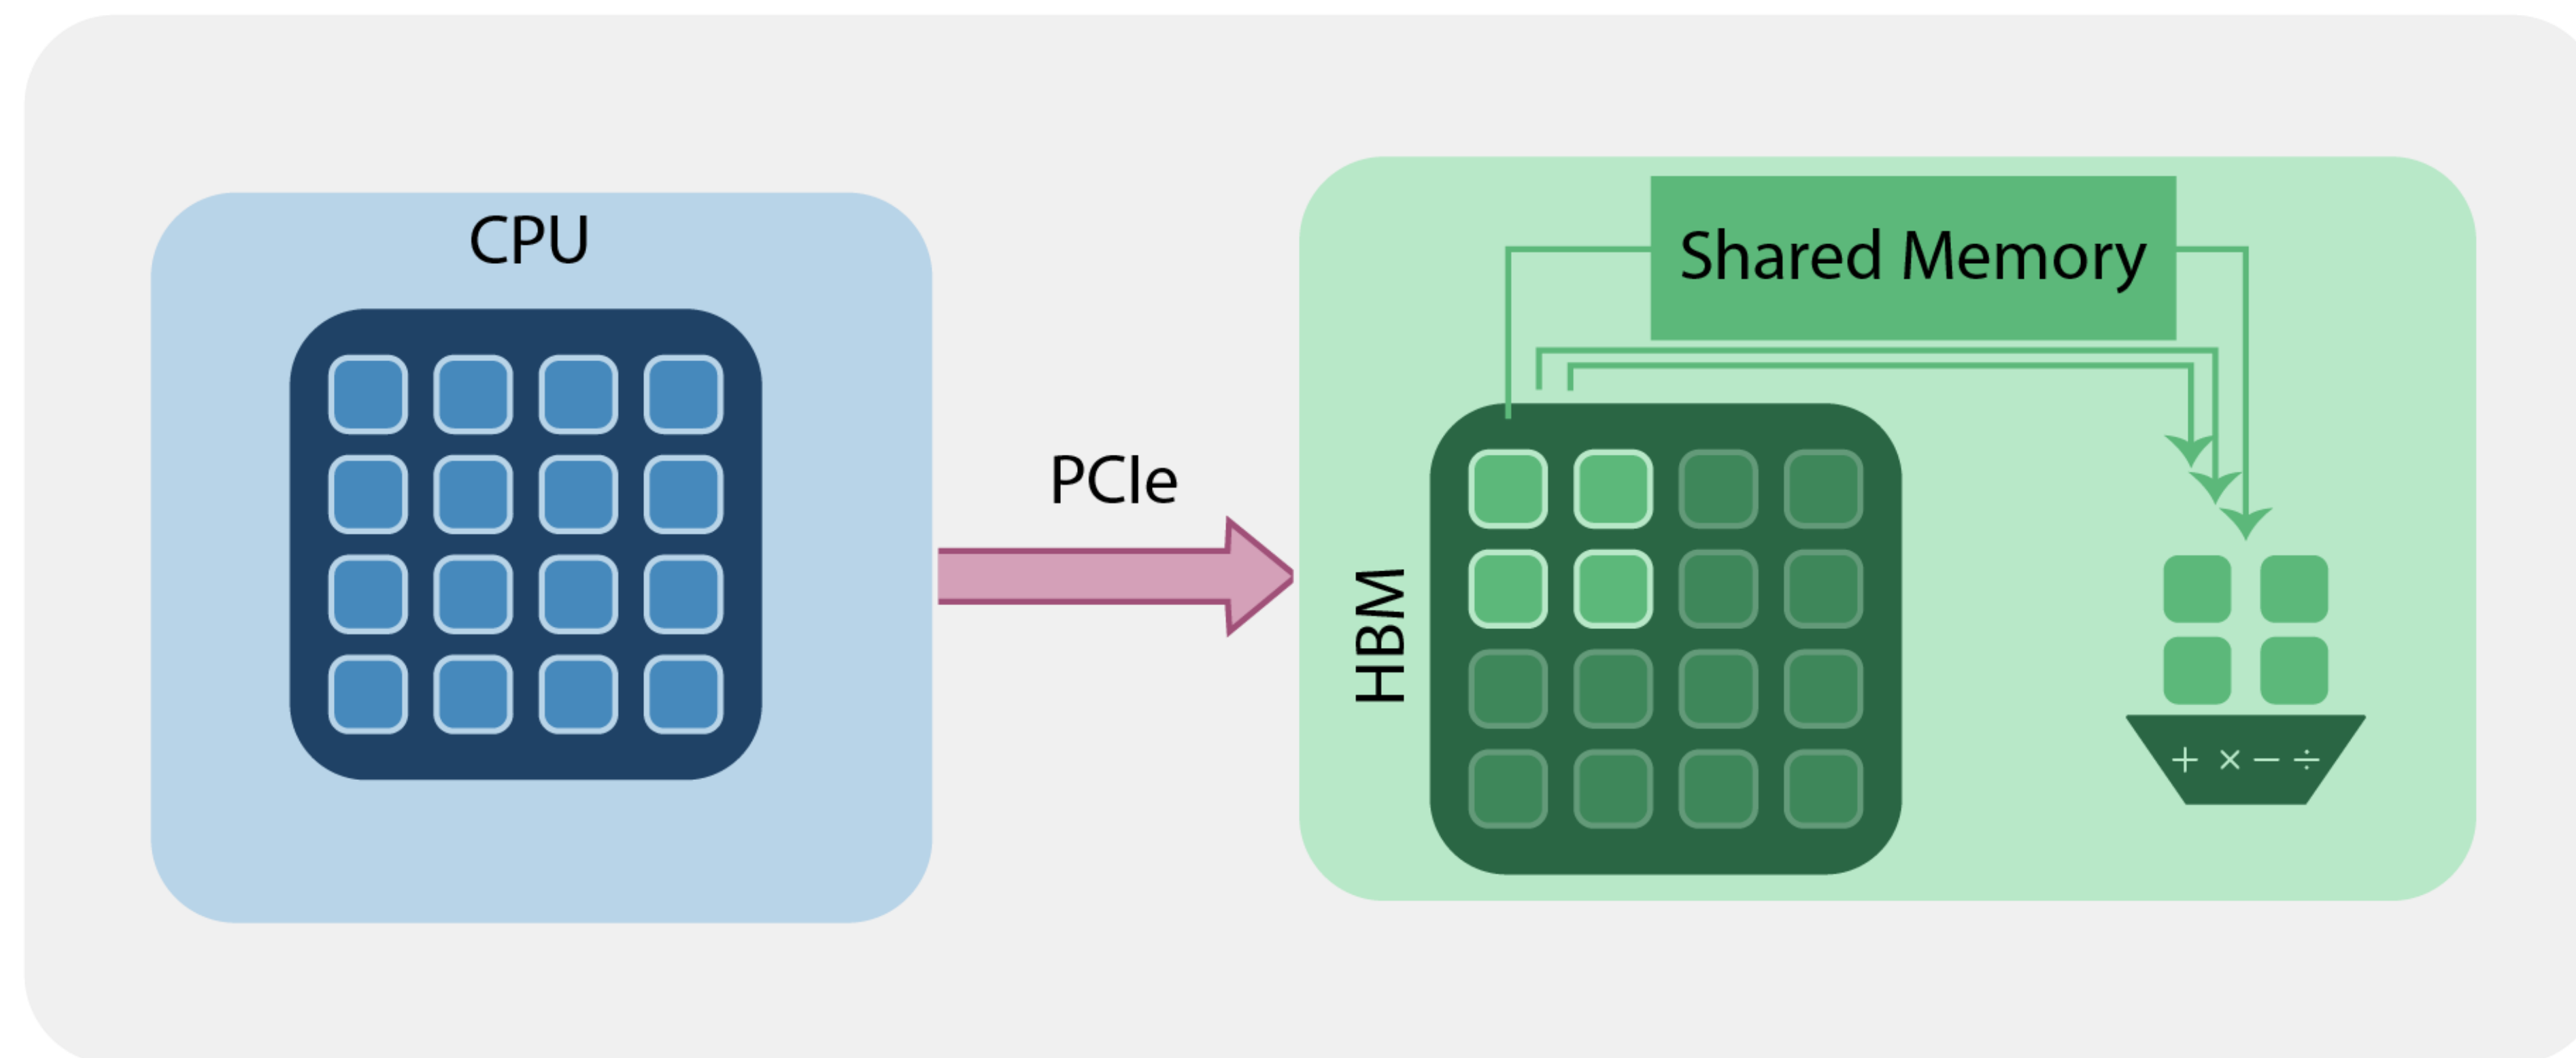 CPU
PCIe
Shared Memory
HBM
+ × − ÷